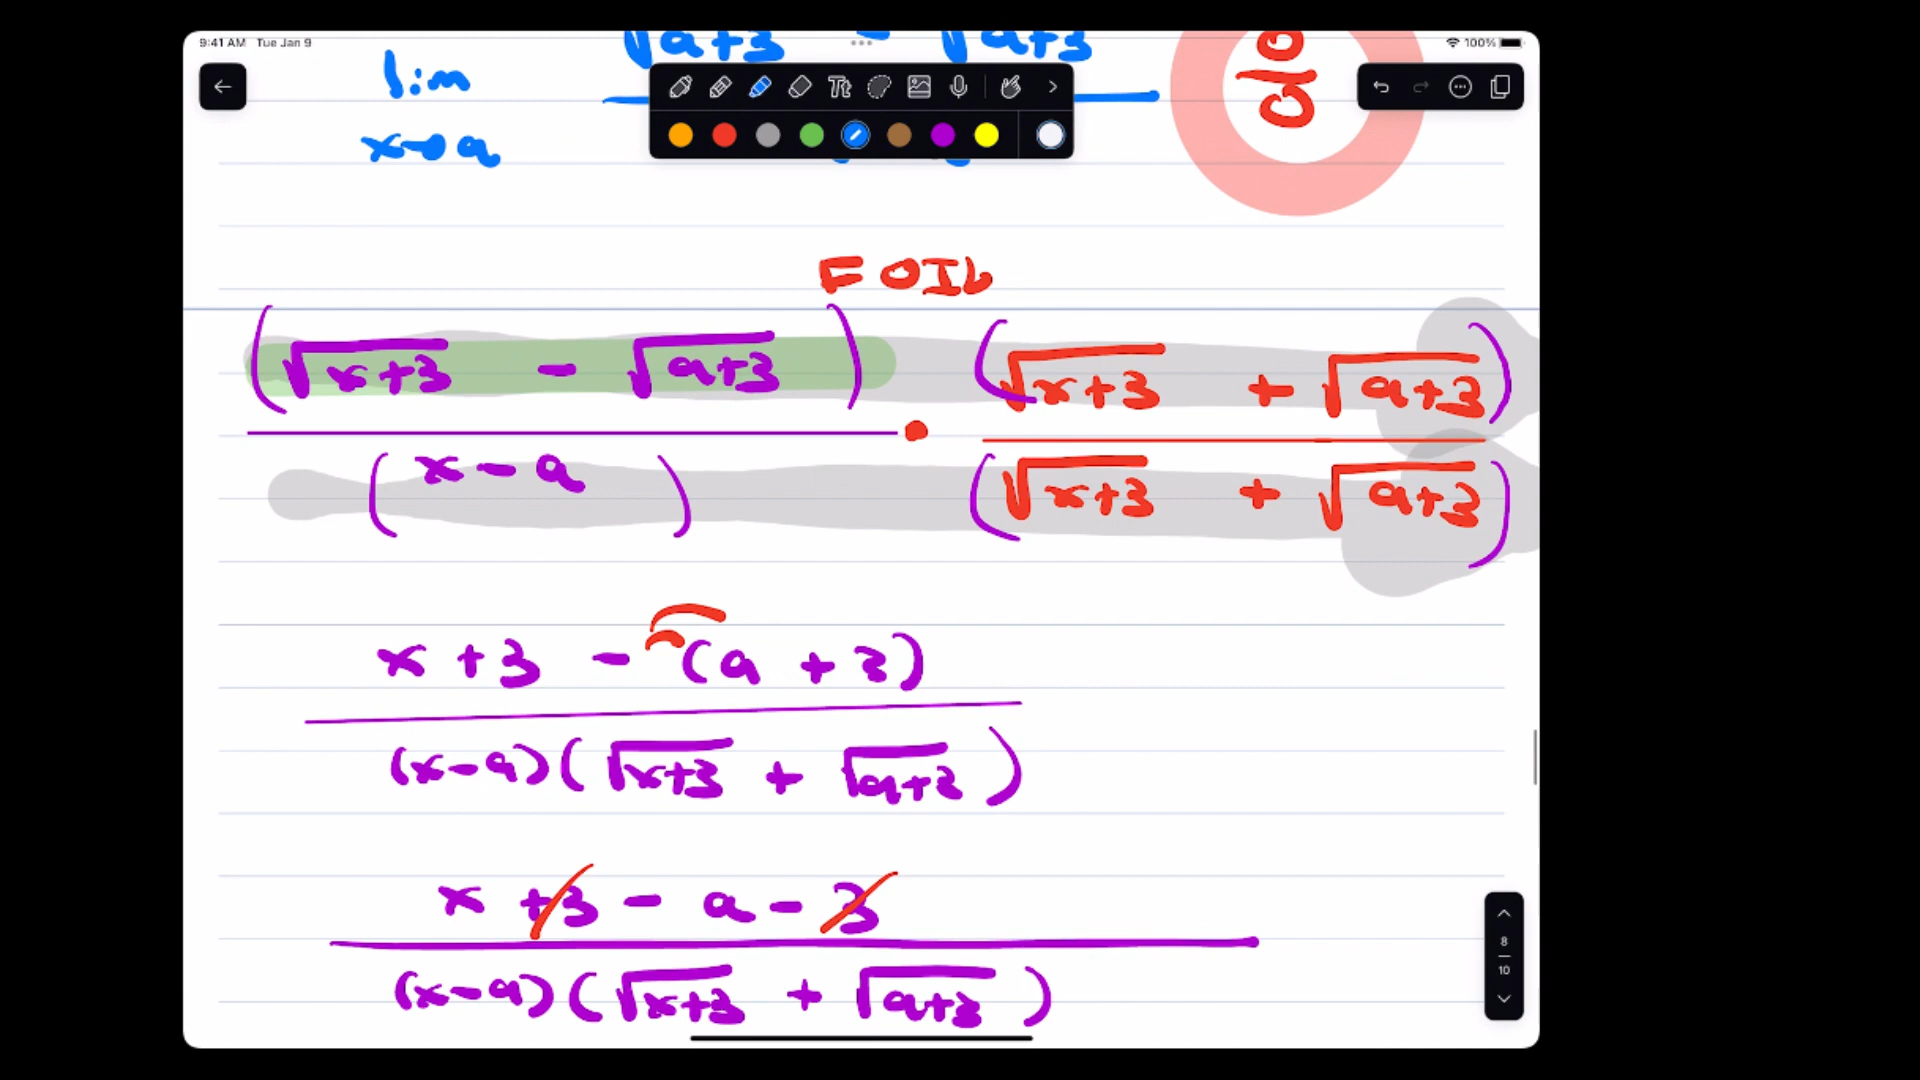 9:41 AM Tue Jan 9
100%
√a+3 - √a+3
lim
x→a
0/0
Tt
FOIL
(√x+3 - √a+3) · (√x+3 + √a+3)
(x-a) (√x+3 + √a+3)
x+3 - (a+3)
(x-a)(√x+3 + √a+3)
x+3 - a - 3
(x-a)(√x+3 + √a+3)
8
10